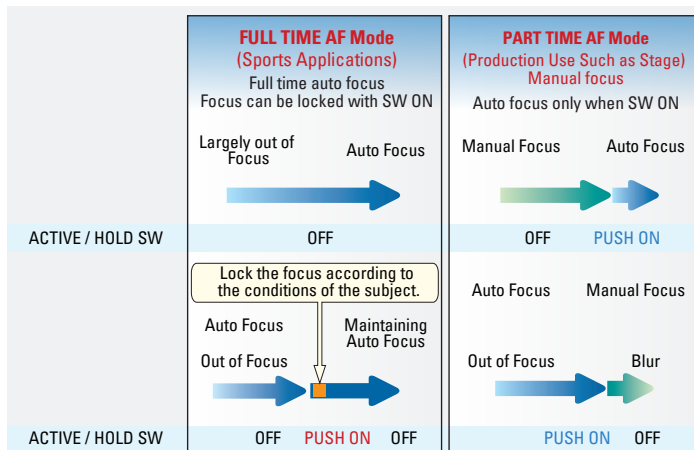 FULL TIME AF Mode
(Sports Applications)
Full time auto focus
Focus can be locked with SW ON
Largely out of
Focus
Auto Focus
ACTIVE / HOLD SW
OFF
Lock the focus according to
the conditions of the subject.
Auto Focus
Maintaining
Auto Focus
Out of Focus
ACTIVE / HOLD SW
OFF
PUSH ON
OFF
PART TIME AF Mode
(Production Use Such as Stage)
Manual focus
Auto focus only when SW ON
Manual Focus
Auto Focus
OFF
PUSH ON
Auto Focus
Manual Focus
Out of Focus
Blur
PUSH ON
OFF